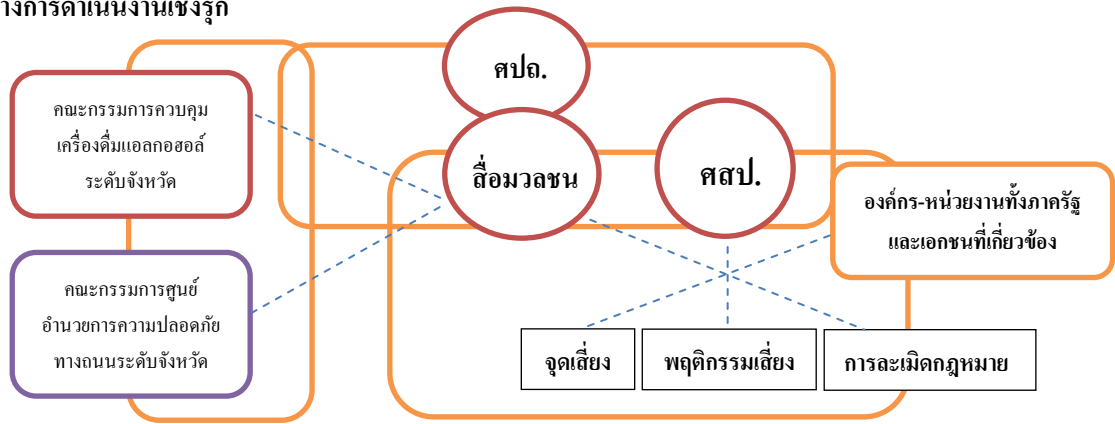 างการดำเนินงานเชิงรุก
ศปถ.
คณะกรรมการควบคุม
เครื่องดื่มแอลกอฮอล์
ระดับจังหวัด
สื่อมวลชน
ศสป.
องค์กร-หน่วยงานทั้งภาครัฐ
และเอกชนที่เกี่ยวข้อง
คณะกรรมการศูนย์
อำนวยการความปลอดภัย
ทางถนนระดับจังหวัด
จุดเสี่ยง
พฤติกรรมเสี่ยง
การละเมิดกฎหมาย